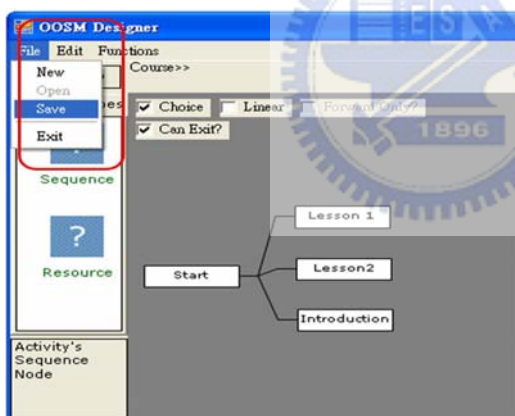 OOSM Designer
File Edit Functions
New
Open
Save
Exit
Course>>
Choice Linear Forward Only?
Can Exit?
Sequence
Resource
Start
Lesson 1
Lesson2
Introduction
Activity's
Sequence
Node
1896